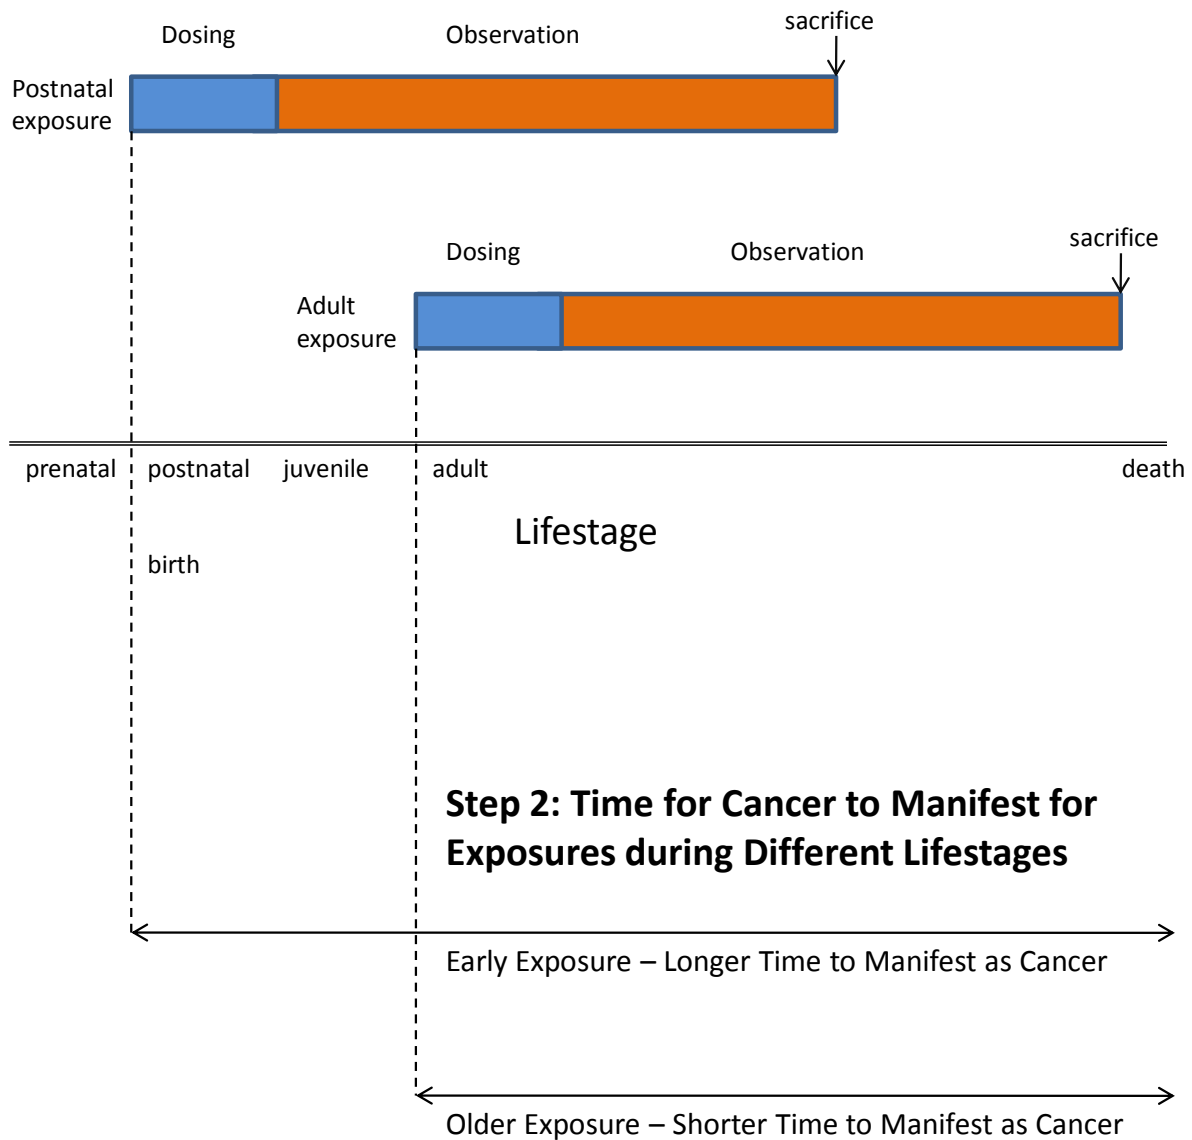 sacrifice
Dosing
Observation
Postnatal
exposure
sacrifice
Dosing
Observation
Adult
exposure
prenatal
postnatal
juvenile
adult
death
Lifestage
birth
Step 2: Time for Cancer to Manifest for
Exposures during Different Lifestages
Early Exposure – Longer Time to Manifest as Cancer
Older Exposure – Shorter Time to Manifest as Cancer